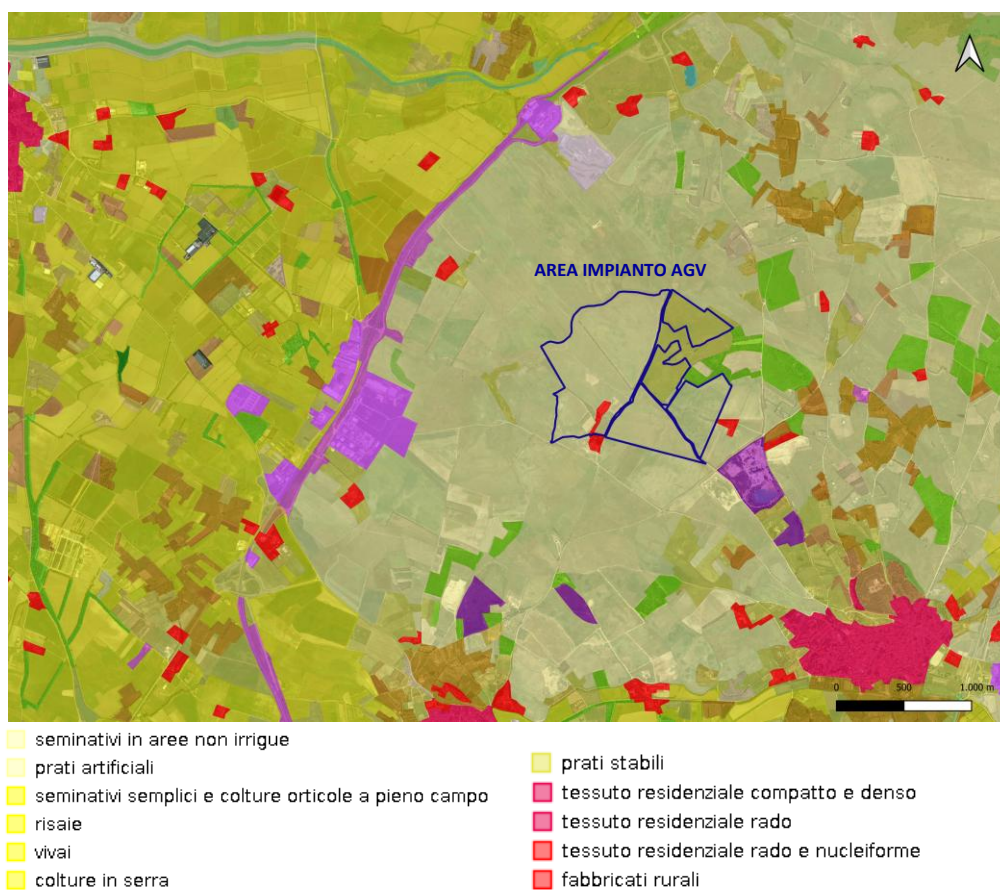 AREA IMPIANTO AGV
0 500 1.000 m
seminativi in aree non irrigue
prati artificiali
seminativi semplici e colture orticole a pieno campo
risaie
vivai
colture in serra
prati stabili
tessuto residenziale compatto e denso
tessuto residenziale rado
tessuto residenziale rado e nucleiforme
fabbricati rurali